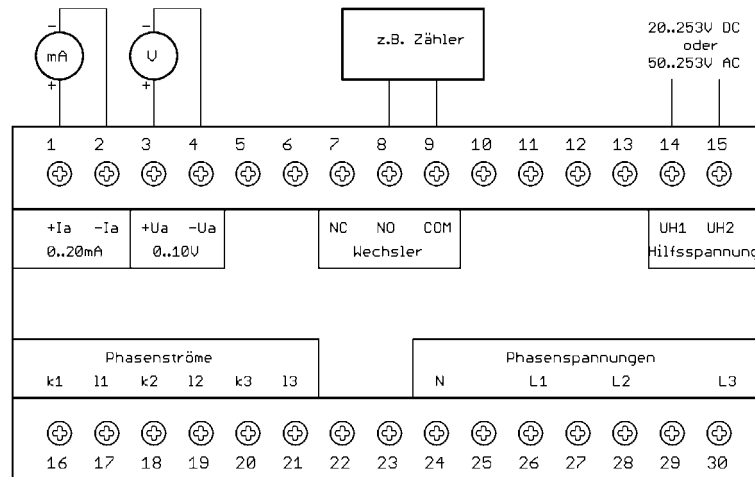 mA
V
z.B. Zähler
20..253V DC
oder
50..253V AC
- + - +
1 2 3 4 5 6 7 8 9 10 11 12 13 14 15
+Ia -Ia +Ua -Ua NC NO COM UH1 UH2
0..20mA 0..10V Wechsler Hilfsspannung
Phasenströme Phasenspannungen
k1 l1 k2 l2 k3 l3 N L1 L2 L3
16 17 18 19 20 21 22 23 24 25 26 27 28 29 30